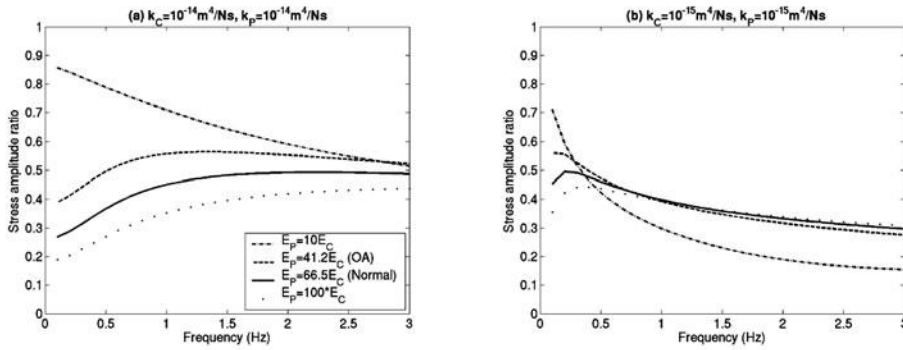 (a) k_C=10^-14 m^4/Ns, k_P=10^-14 m^4/Ns
Stress amplitude ratio
1
0.9
0.8
0.7
0.6
0.5
0.4
0.3
0.2
0.1
0
E_P=10E_C
E_P=41.2E_C (OA)
E_P=66.5E_C (Normal)
E_P=100*E_C
0 0.5 1 1.5 2 2.5 3
Frequency (Hz)
(b) k_C=10^-15 m^4/Ns, k_P=10^-15 m^4/Ns
Stress amplitude ratio
1
0.9
0.8
0.7
0.6
0.5
0.4
0.3
0.2
0.1
0
0 0.5 1 1.5 2 2.5 3
Frequency (Hz)